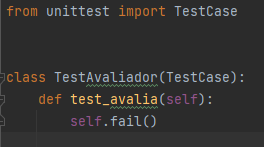 from unittest import TestCase
class TestAvaliador(TestCase):
def test_avalia(self):
self.fail()